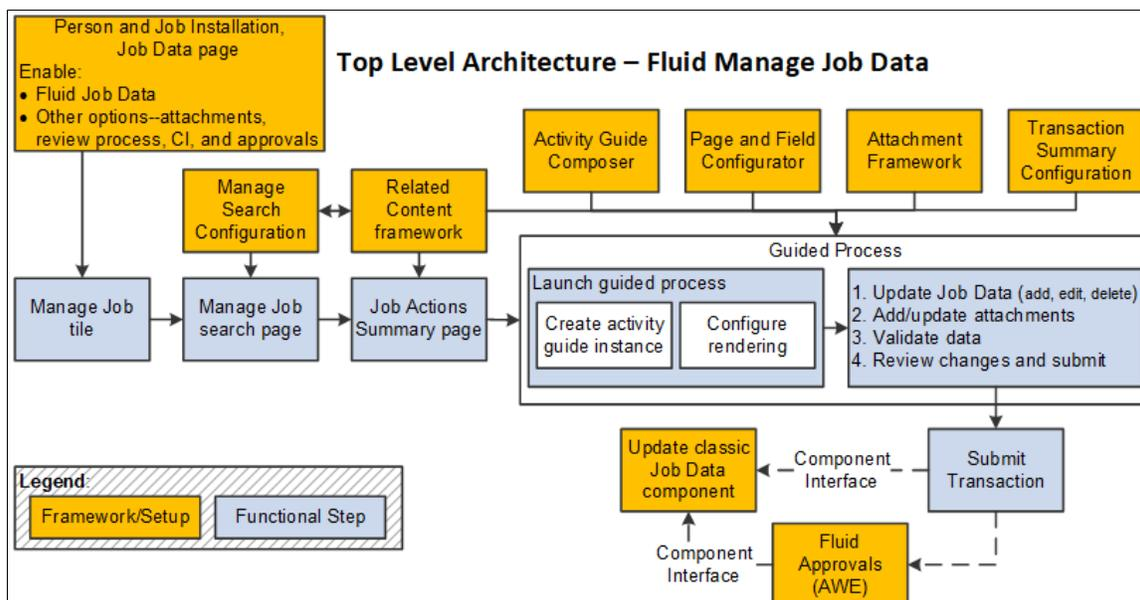 Person and Job Installation,
Job Data page
Enable:
• Fluid Job Data
• Other options--attachments,
review process, CI, and approvals
Top Level Architecture – Fluid Manage Job Data
Activity Guide
Composer
Page and Field
Configurator
Attachment
Framework
Transaction
Summary
Configuration
Manage
Search
Configuration
Related
Content
framework
Manage Job
tile
Manage Job
search page
Job Actions
Summary page
Guided Process
Launch guided process
Create activity
guide instance
Configure
rendering
1. Update Job Data (add, edit, delete)
2. Add/update attachments
3. Validate data
4. Review changes and submit
Update classic
Job Data
component
Component
Interface
Submit
Transaction
Component
Interface
Fluid
Approvals
(AWE)
Legend:
Framework/Setup
Functional Step